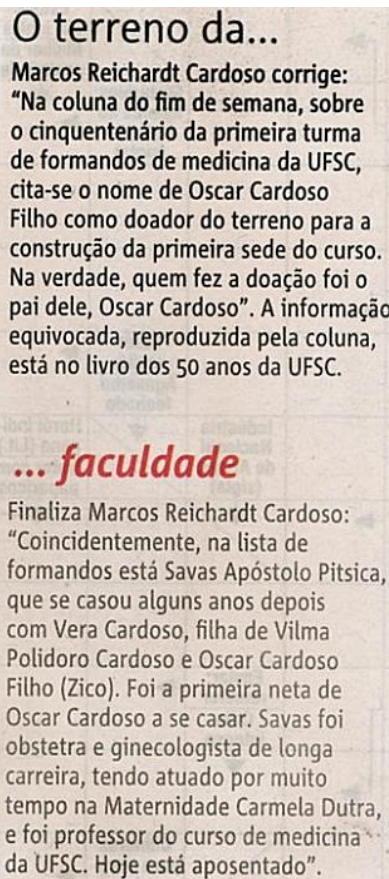 O terreno da...
Marcos Reichardt Cardoso corrige:
“Na coluna do fim de semana, sobre
o cinquentenário da primeira turma
de formandos de medicina da UFSC,
cita-se o nome de Oscar Cardoso
Filho como doador do terreno para a
construção da primeira sede do curso.
Na verdade, quem fez a doação foi o
pai dele, Oscar Cardoso”. A informação
equivocada, reproduzida pela coluna,
está no livro dos 50 anos da UFSC.
... faculdade
Finaliza Marcos Reichardt Cardoso:
“Coincidentemente, na lista de
formandos está Savas Apóstolo Pitsica,
que se casou alguns anos depois
com Vera Cardoso, filha de Vilma
Polidoro Cardoso e Oscar Cardoso
Filho (Zico). Foi a primeira neta de
Oscar Cardoso a se casar. Savas foi
obstetra e ginecologista de longa
carreira, tendo atuado por muito
tempo na Maternidade Carmela Dutra,
e foi professor do curso de medicina
da UFSC. Hoje está aposentado”.